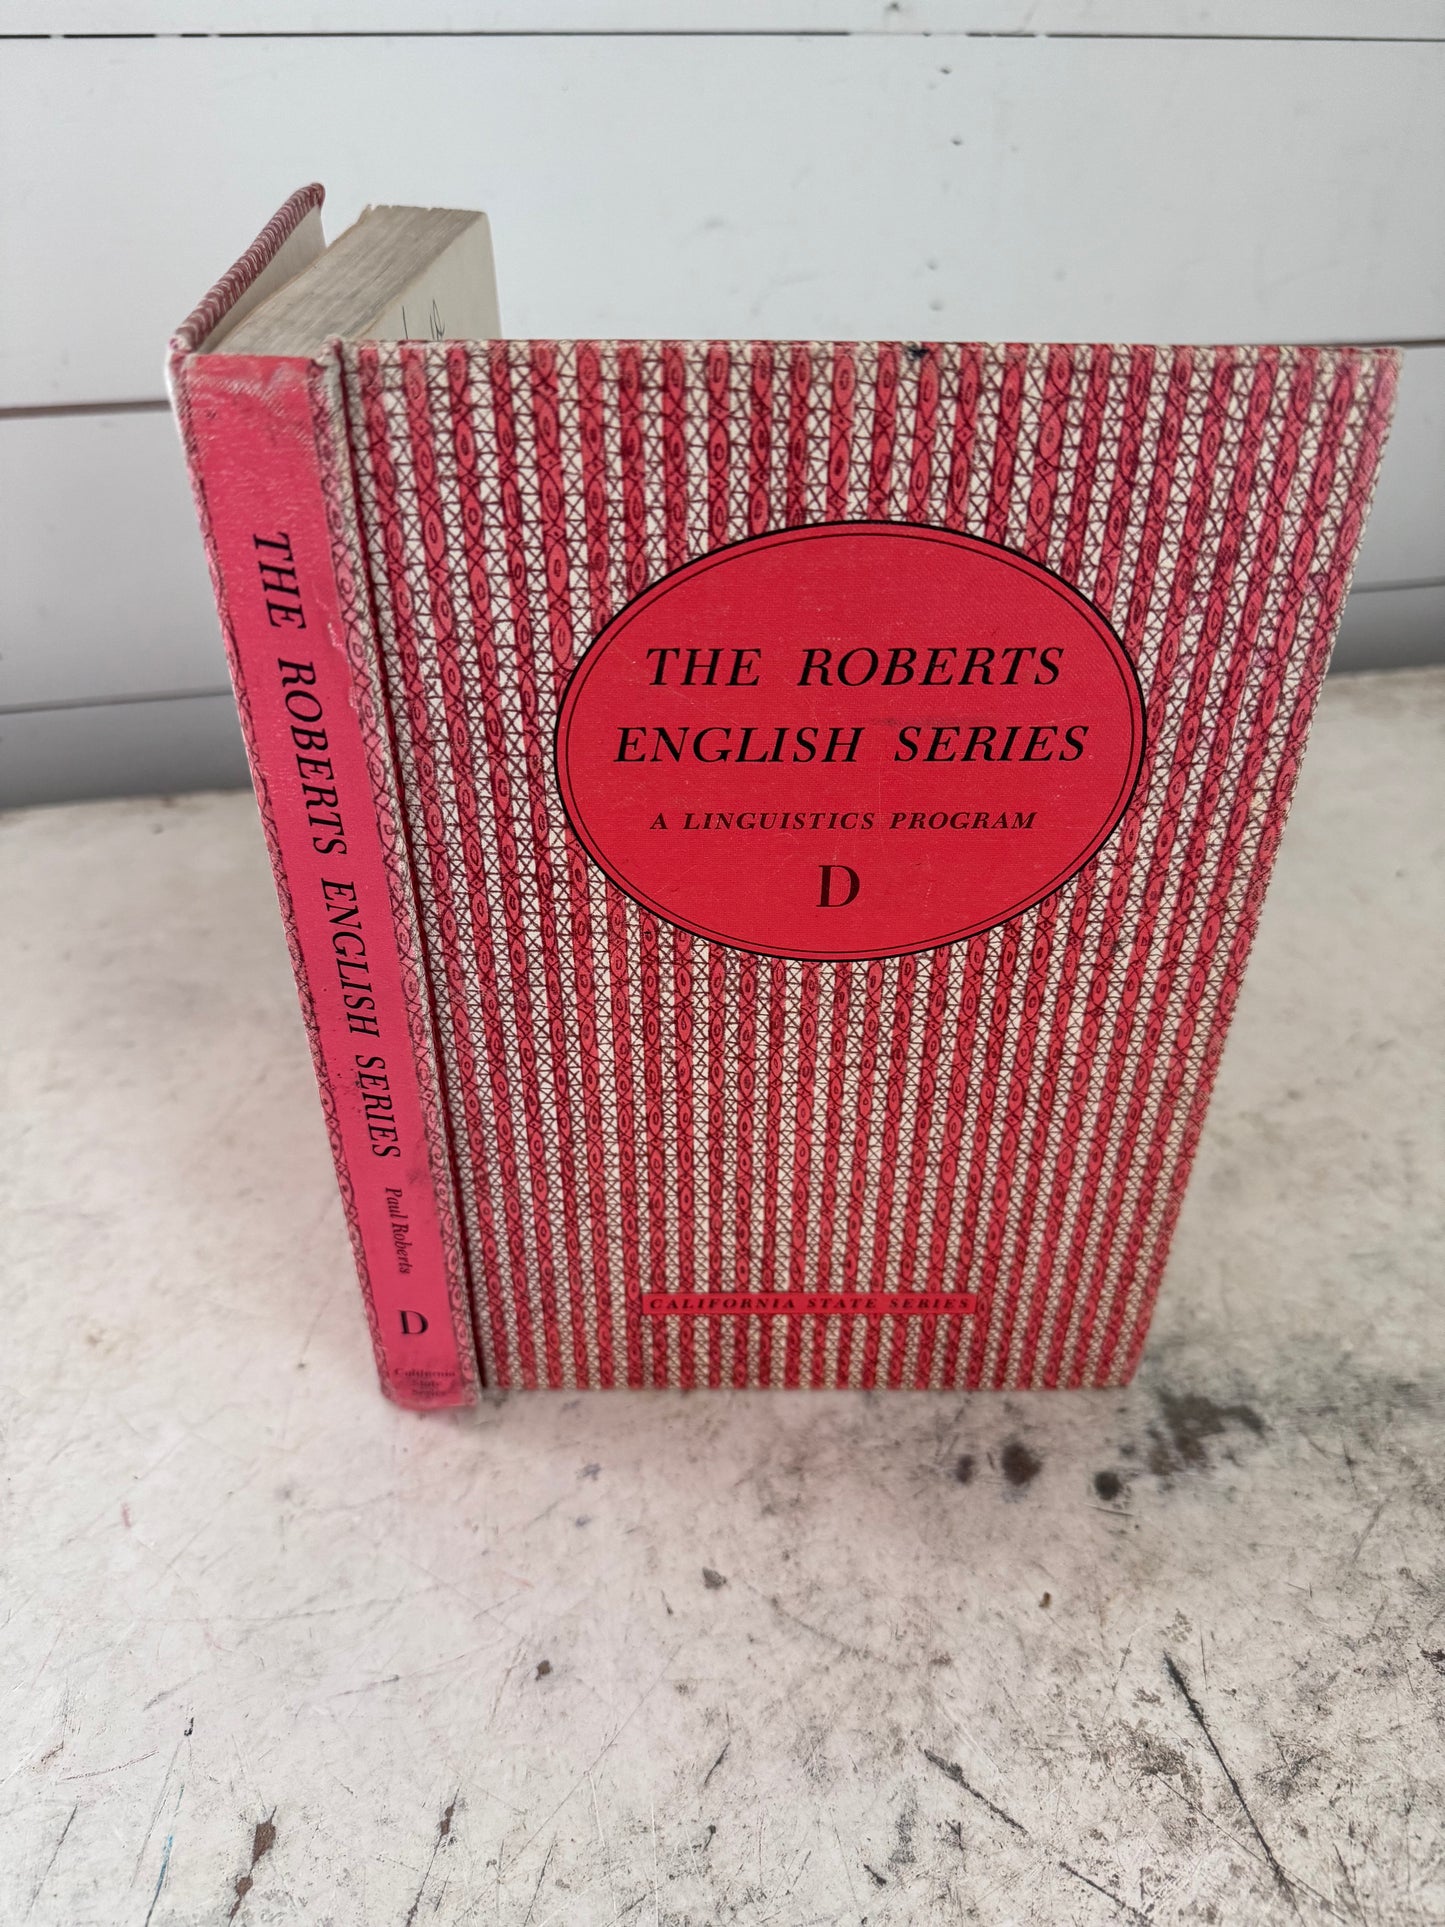 THE ROBERTS ENGLISH SERIES
Paul Roberts
D
California
State
Series
THE ROBERTS
ENGLISH SERIES
A LINGUISTICS PROGRAM
D
CALIFORNIA STATE SERIES